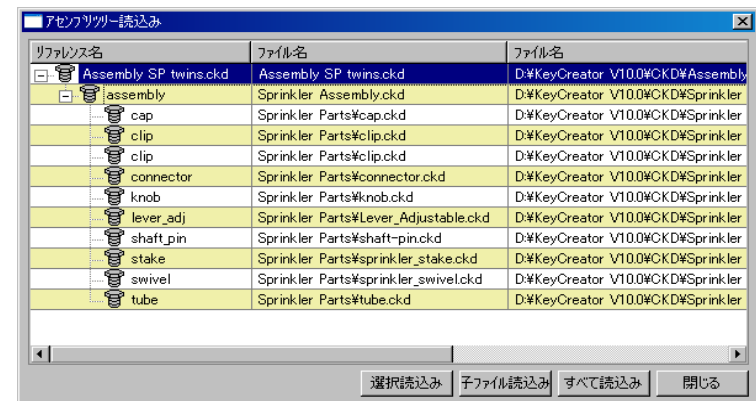 アセンブリツリー読込み
リファレンス名 ファイル名 ファイル名
Assembly SP twins.ckd Assembly SP twins.ckd D:¥KeyCreator V10.0¥CKD¥Assembly
assembly Sprinkler Assembly.ckd D:¥KeyCreator V10.0¥CKD¥Sprinkler
cap Sprinkler Parts¥cap.ckd D:¥KeyCreator V10.0¥CKD¥Sprinkler
clip Sprinkler Parts¥clip.ckd D:¥KeyCreator V10.0¥CKD¥Sprinkler
clip Sprinkler Parts¥clip.ckd D:¥KeyCreator V10.0¥CKD¥Sprinkler
connector Sprinkler Parts¥connector.ckd D:¥KeyCreator V10.0¥CKD¥Sprinkler
knob Sprinkler Parts¥knob.ckd D:¥KeyCreator V10.0¥CKD¥Sprinkler
lever_adj Sprinkler Parts¥Lever_Adjustable.ckd D:¥KeyCreator V10.0¥CKD¥Sprinkler
shaft_pin Sprinkler Parts¥shaft-pin.ckd D:¥KeyCreator V10.0¥CKD¥Sprinkler
stake Sprinkler Parts¥sprinkler_stake.ckd D:¥KeyCreator V10.0¥CKD¥Sprinkler
swivel Sprinkler Parts¥sprinkler_swivel.ckd D:¥KeyCreator V10.0¥CKD¥Sprinkler
tube Sprinkler Parts¥tube.ckd D:¥KeyCreator V10.0¥CKD¥Sprinkler
選択読込み 子ファイル読込み すべて読込み 閉じる